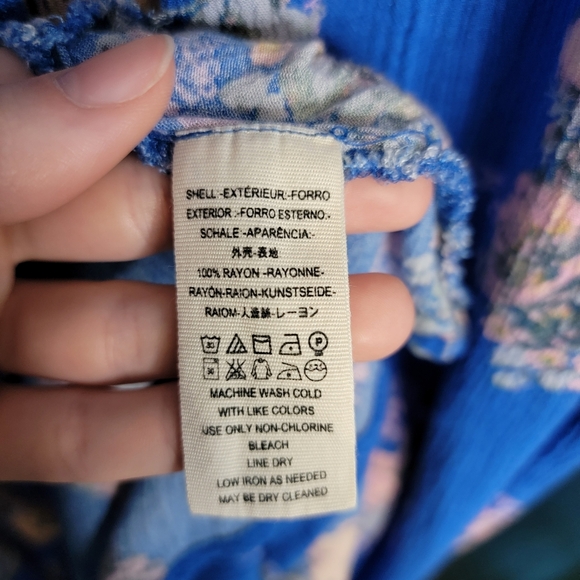 SHELL:-EXTÉRIEUR:-FORRO
EXTERIOR:-FORRO ESTERNO:-
SCHALE:-APARÊNCIA:-
外壳-表地
100% RAYON -RAYONNE-
RAYÓN-RAION-KUNSTSEIDE-
RAIOM-人造絲-レーヨン
MACHINE WASH COLD
WITH LIKE COLORS
USE ONLY NON-CHLORINE
BLEACH
LINE DRY
LOW IRON AS NEEDED
MAY BE DRY CLEANED